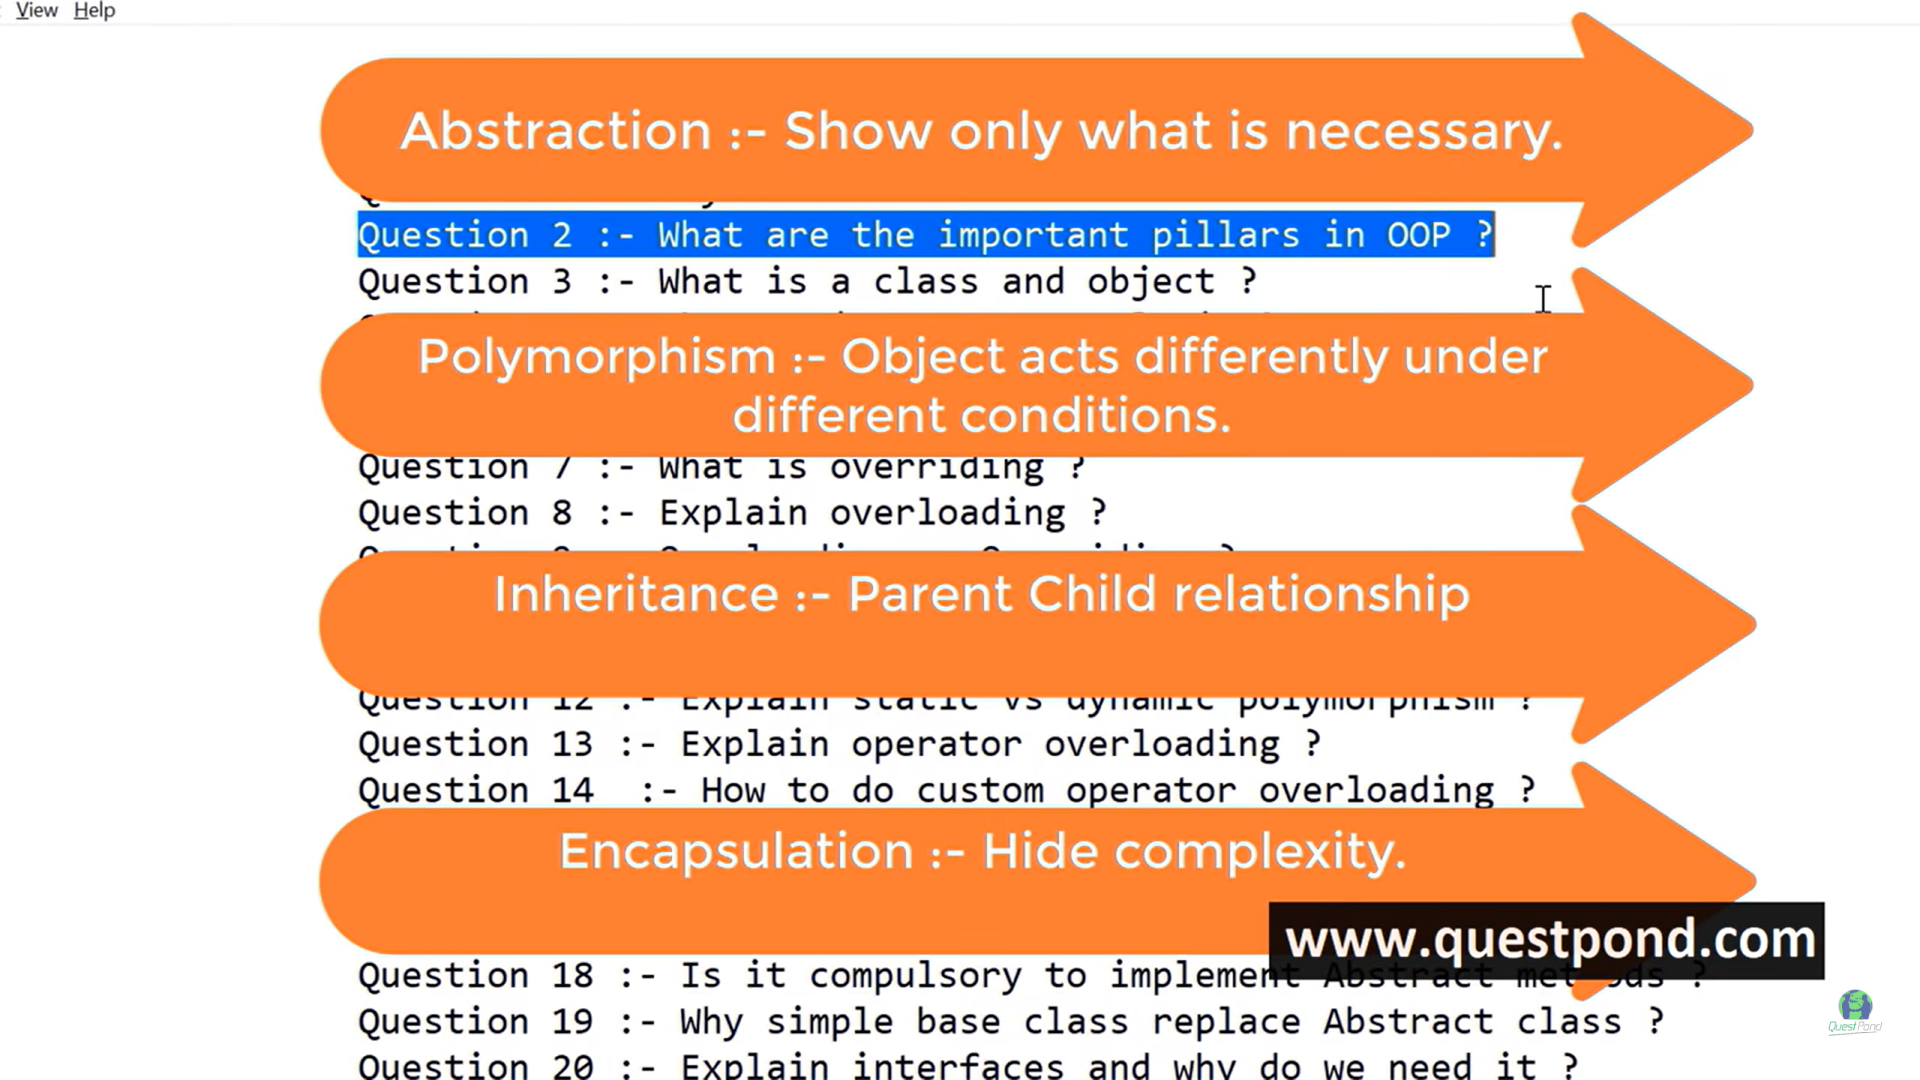 View Help
Abstraction :- Show only what is necessary.
Question 2 :- What are the important pillars in OOP ?
Question 3 :- What is a class and object ?
Polymorphism :- Object acts differently under
different conditions.
Question 7 :- What is overriding ?
Question 8 :- Explain overloading ?
Inheritance :- Parent Child relationship
Question 12 :- Explain static vs dynamic polymorphism ?
Question 13 :- Explain operator overloading ?
Question 14 :- How to do custom operator overloading ?
Encapsulation :- Hide complexity.
www.questpond.com
Question 18 :- Is it compulsory to implement Abstract methods ?
Question 19 :- Why simple base class replace Abstract class ?
Question 20 :- Explain interfaces and why do we need it ?
QuestPond